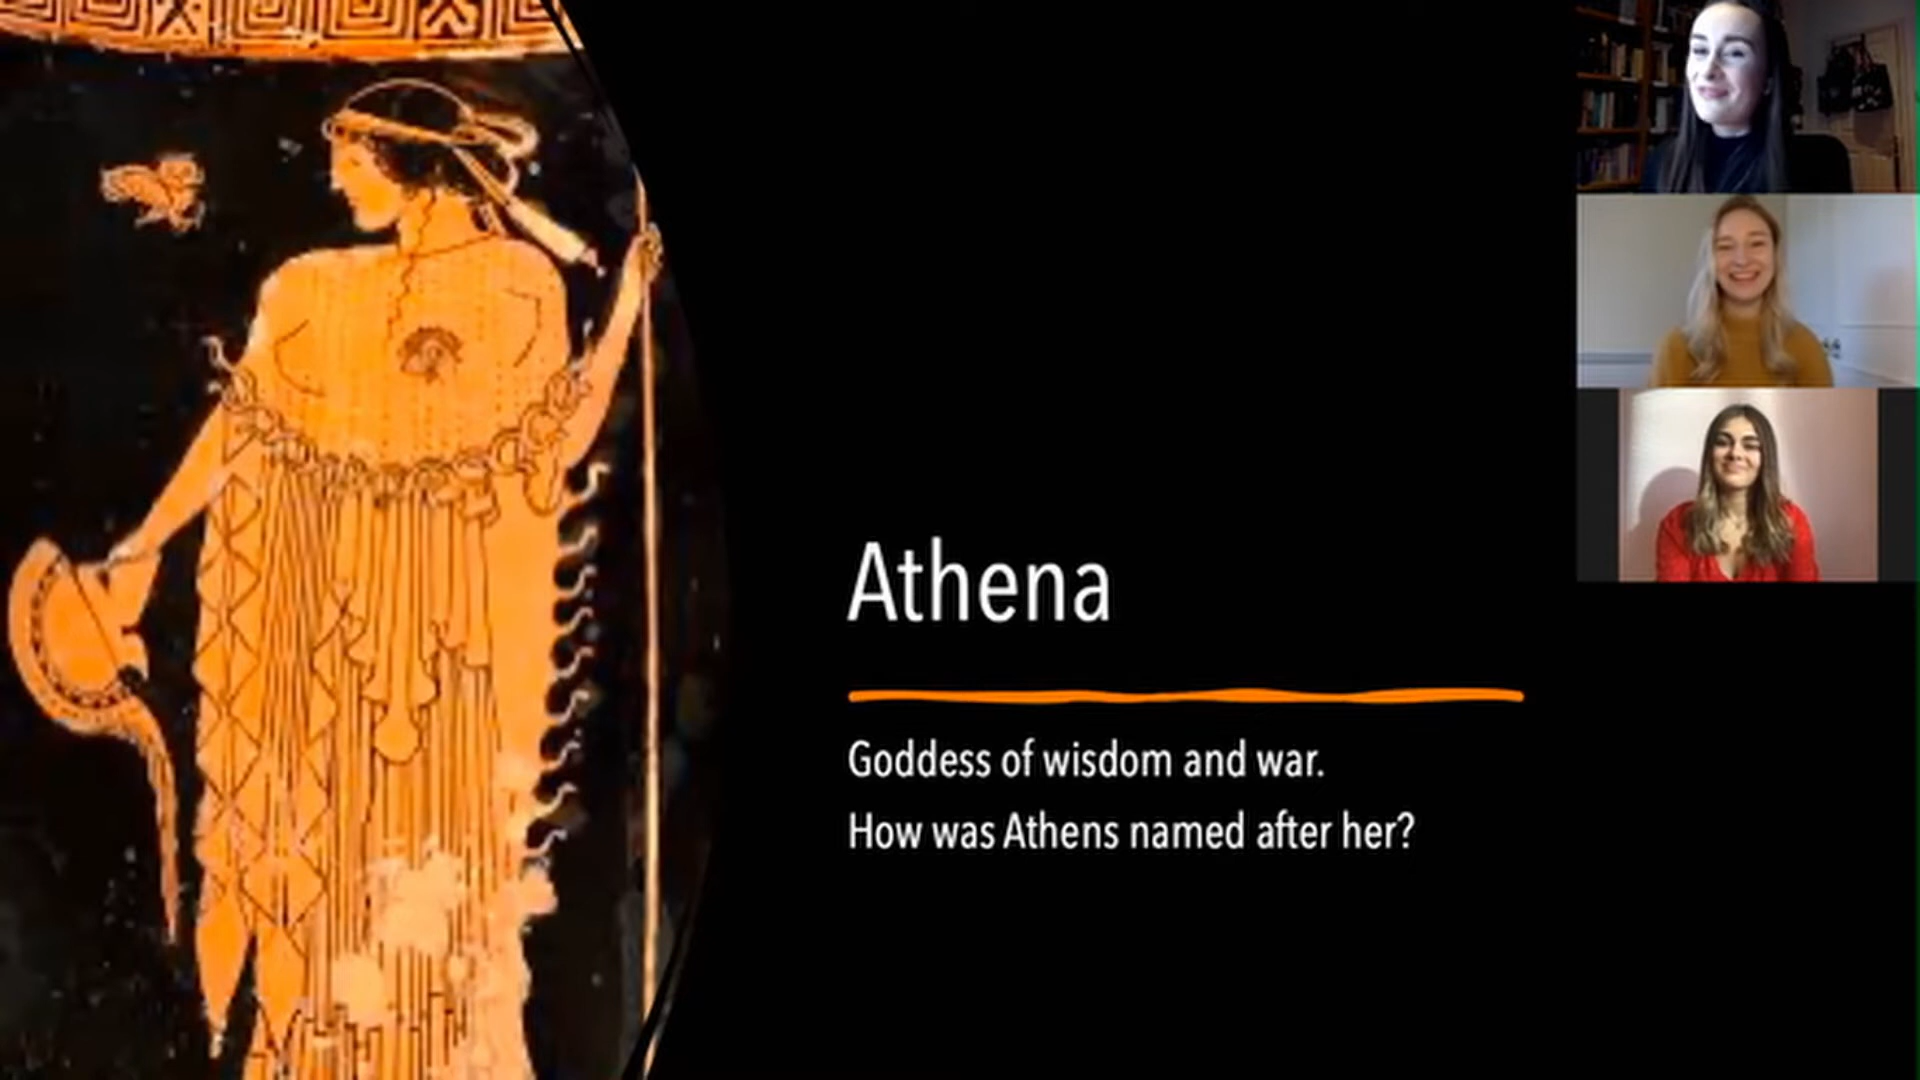 Athena
Goddess of wisdom and war.
How was Athens named after her?